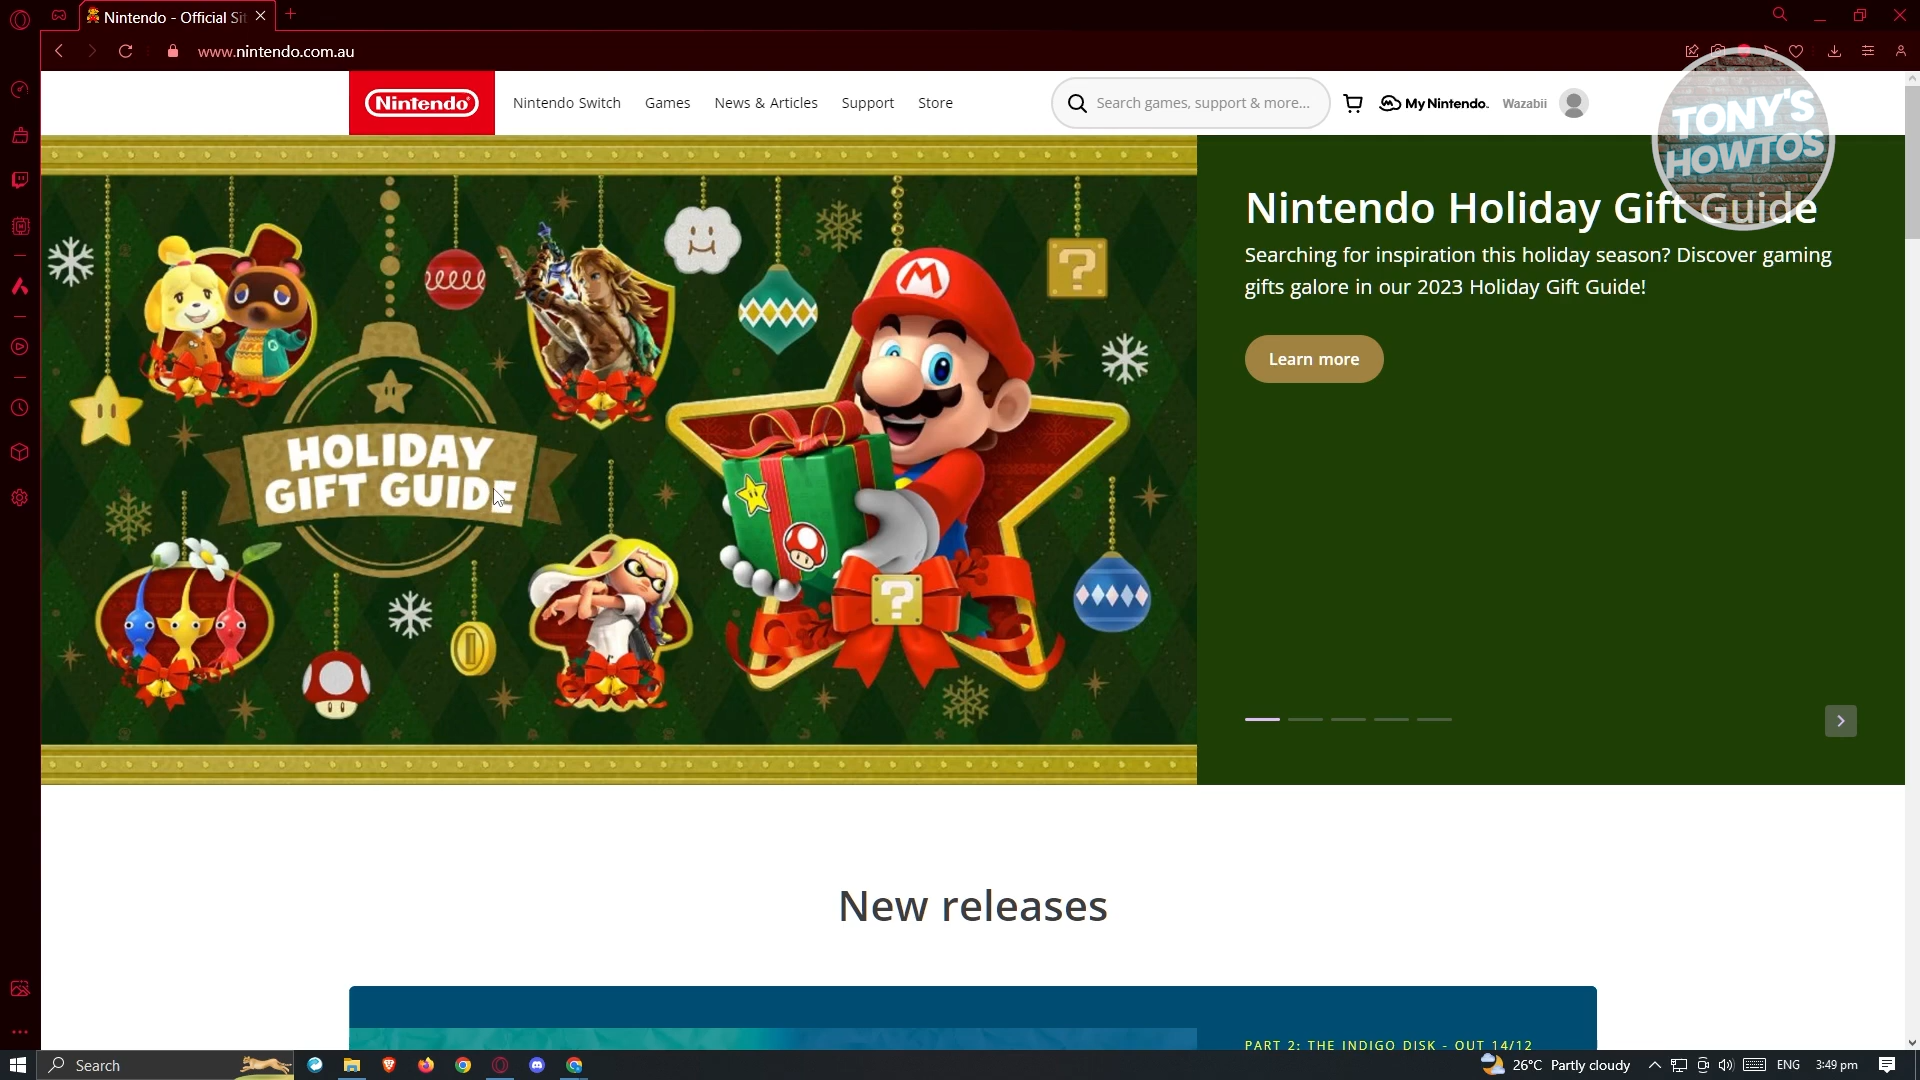 Nintendo - Official Sit
www.nintendo.com.au
Nintendo
Nintendo Switch
Games
News & Articles
Support
Store
Search games, support & more...
My Nintendo
Wazabii
TONY'S
HOWTOS
HOLIDAY
GIFT GUIDE
M
Nintendo Holiday Gift Guide
Searching for inspiration this holiday season? Discover gaming
gifts galore in our 2023 Holiday Gift Guide!
Learn more
New releases
PART 2: THE INDIGO DISK - OUT 14/12
Search
26°C Partly cloudy
ENG
3:49 pm